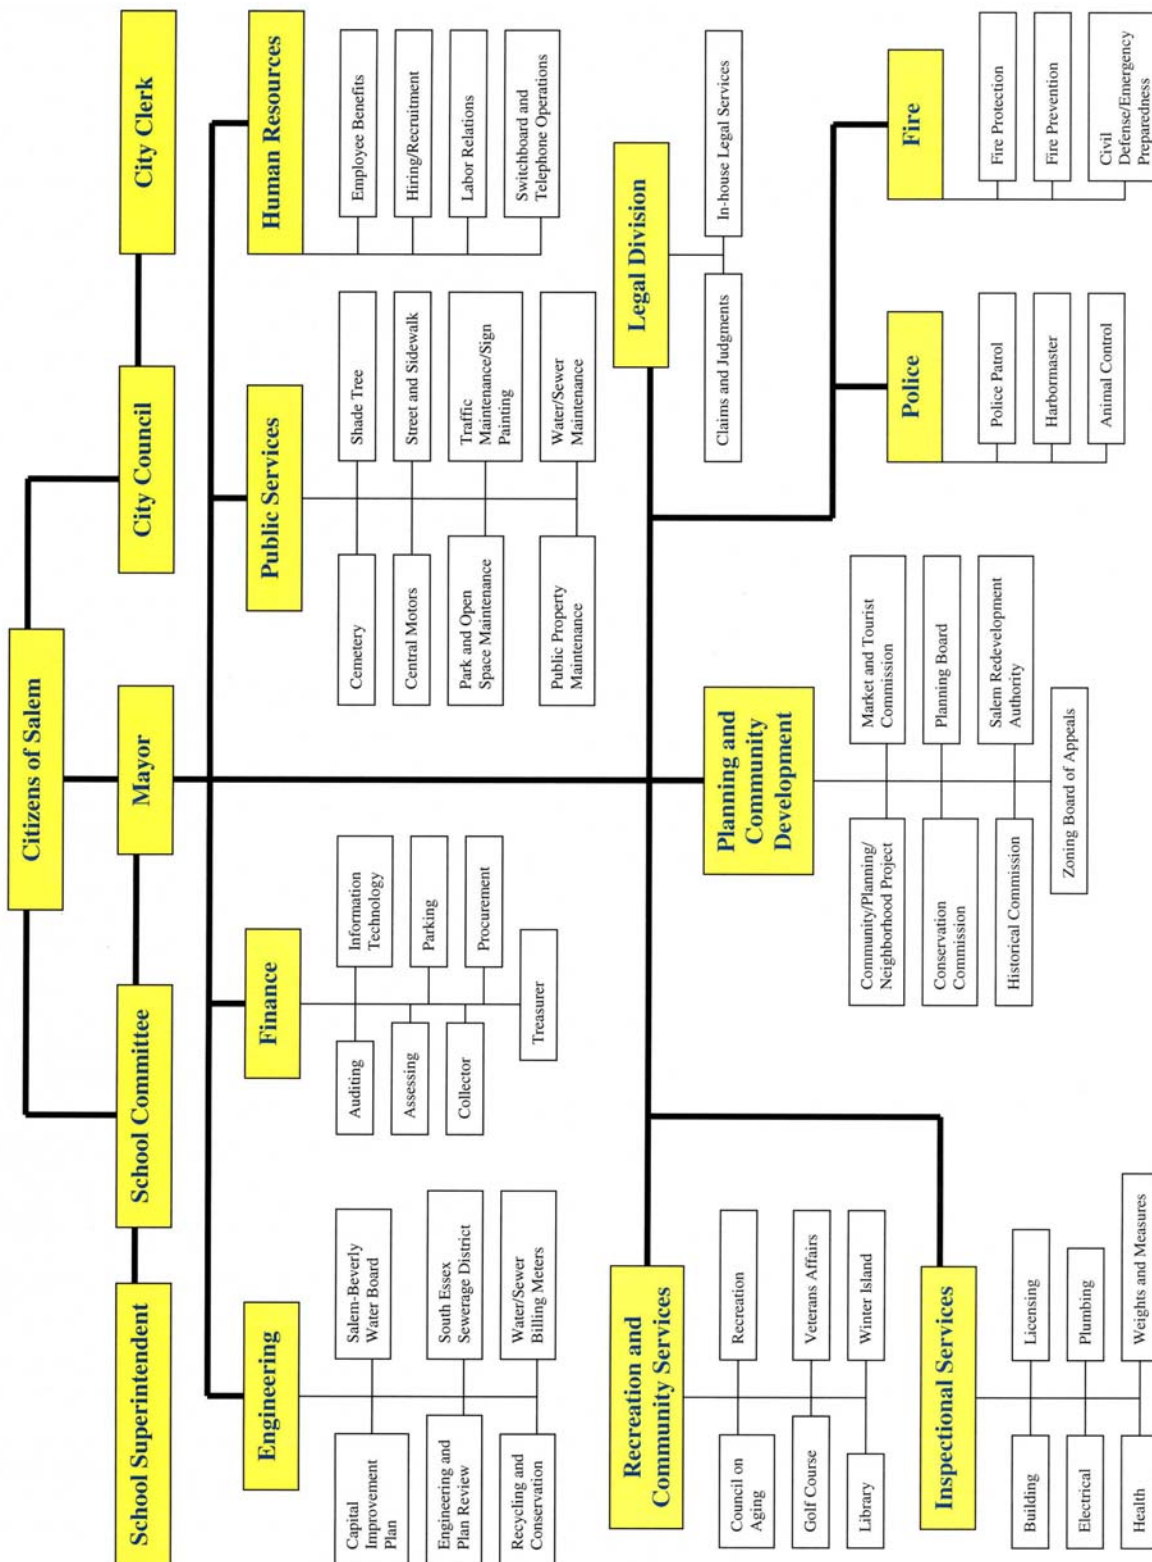 Citizens of Salem
School Superintendent
School Committee
Mayor
City Council
City Clerk
Engineering
Capital
Improvement
Plan
Salem-Beverly
Water Board
Engineering and
Plan Review
South Essex
Sewerage District
Recycling and
Conservation
Water/Sewer
Billing Meters
Finance
Auditing
Information
Technology
Assessing
Parking
Collector
Procurement
Treasurer
Public Services
Cemetery
Shade Tree
Central Motors
Street and Sidewalk
Park and Open
Space Maintenance
Traffic
Maintenance/Sign
Painting
Public Property
Maintenance
Water/Sewer
Maintenance
Human Resources
Employee Benefits
Hiring/Recruitment
Labor Relations
Switchboard and
Telephone Operations
Recreation and
Community Services
Council on
Aging
Recreation
Golf Course
Veterans Affairs
Library
Winter Island
Legal Division
Claims and Judgments
In-house Legal Services
Planning and
Community
Development
Community/Planning/
Neighborhood Project
Market and Tourist
Commission
Conservation
Commission
Planning Board
Historical Commission
Salem Redevelopment
Authority
Zoning Board of Appeals
Inspectional Services
Building
Licensing
Electrical
Plumbing
Health
Weights and Measures
Police
Police Patrol
Harbormaster
Animal Control
Fire
Fire Protection
Fire Prevention
Civil
Defense/Emergency
Preparedness